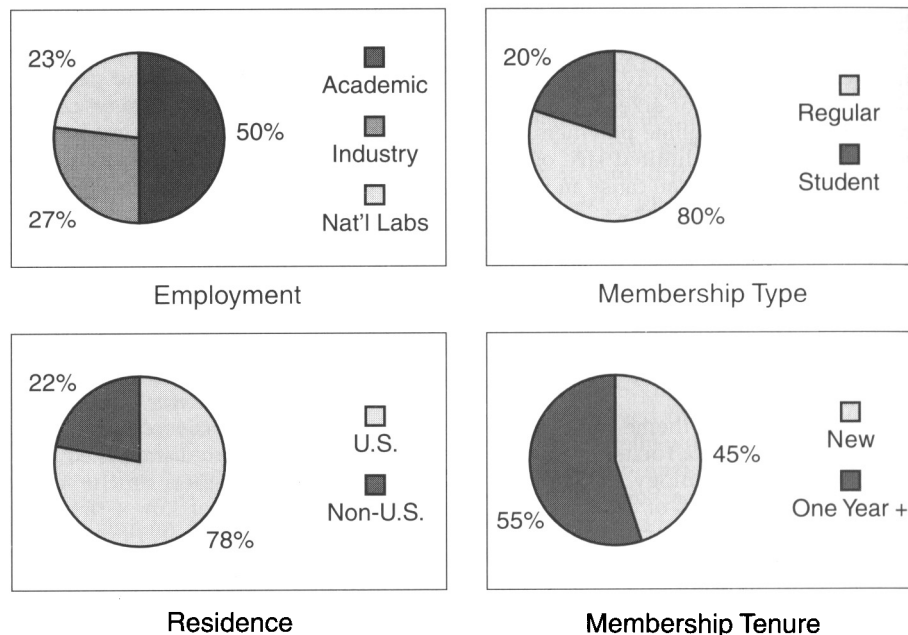 23%
50%
27%
Academic
Industry
Nat'l Labs
Employment
20%
80%
Regular
Student
Membership Type
22%
78%
U.S.
Non-U.S.
Residence
45%
55%
New
One Year +
Membership Tenure